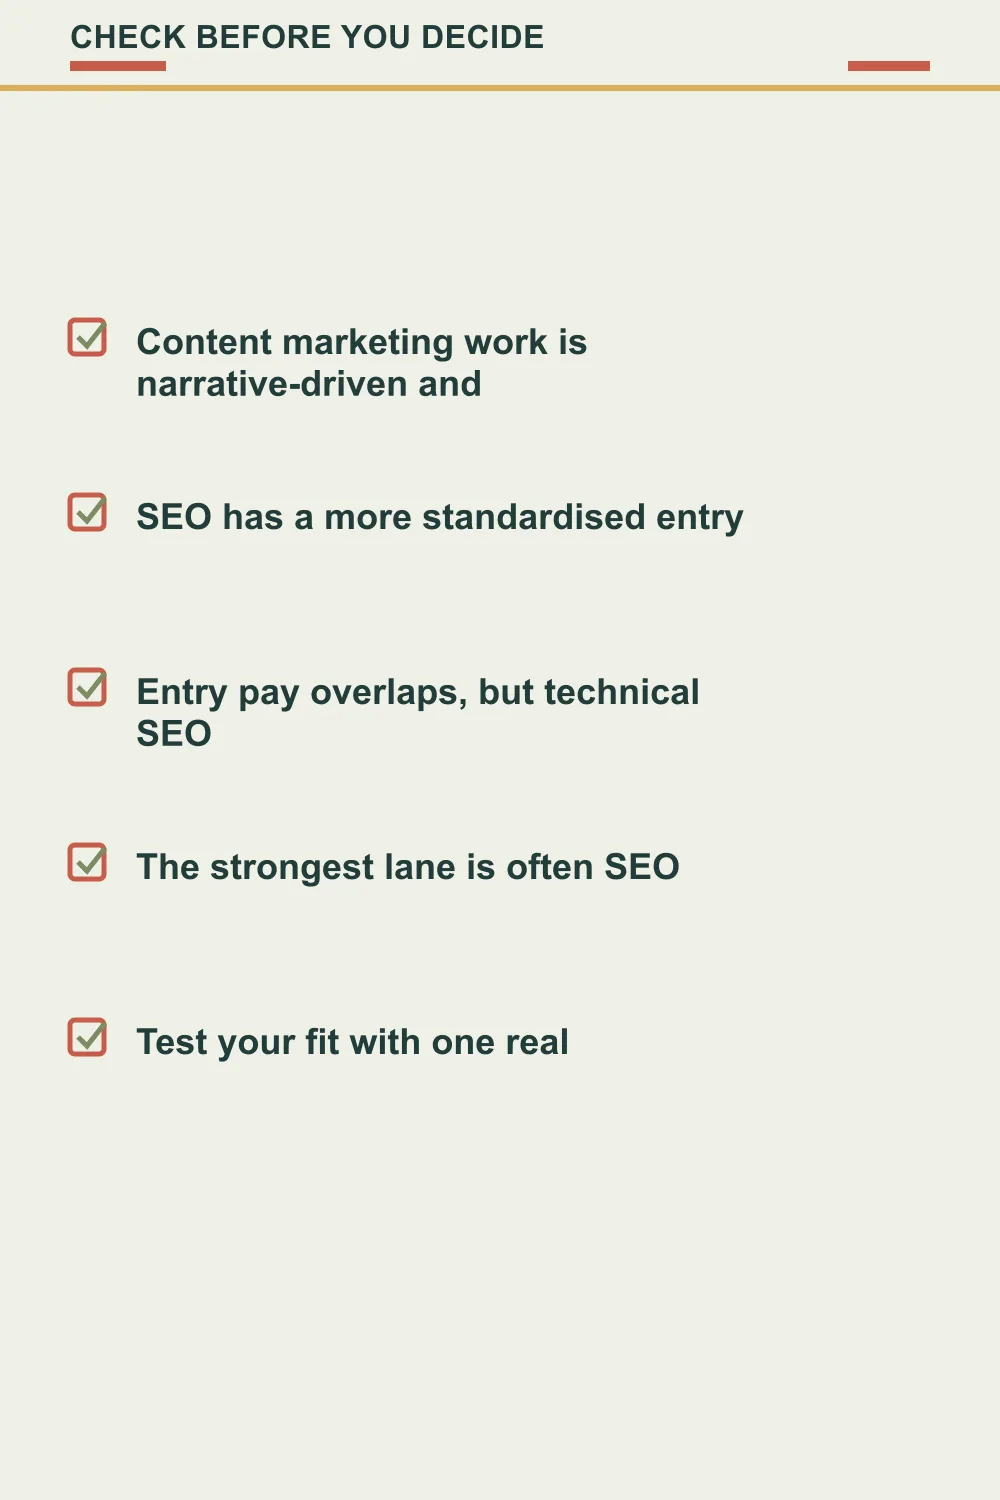 CHECK BEFORE YOU DECIDE
Content marketing work is
narrative-driven and
SEO has a more standardised entry
Entry pay overlaps, but technical
SEO
The strongest lane is often SEO
Test your fit with one real